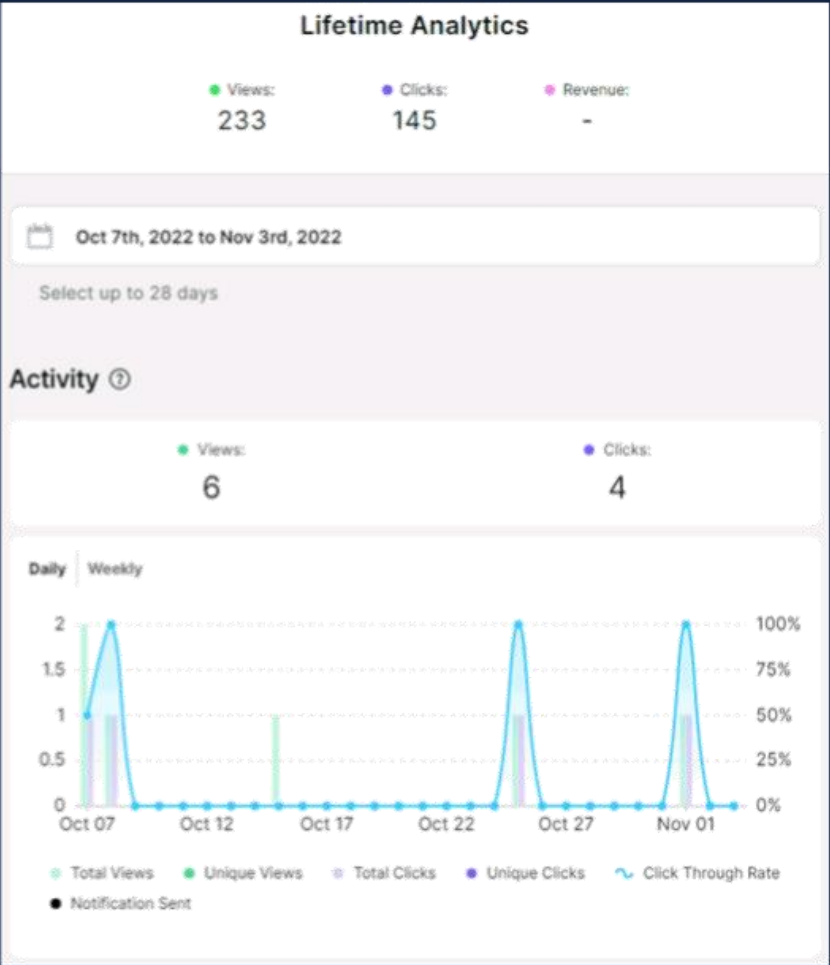 Lifetime Analytics
Views: Clicks: Revenue:
233 145 -
Oct 7th, 2022 to Nov 3rd, 2022
Select up to 28 days
Activity ?
Views: Clicks:
6 4
Daily Weekly
2 100%
1.5 75%
1 50%
0.5 25%
0 0%
Oct 07 Oct 12 Oct 17 Oct 22 Oct 27 Nov 01
Total Views Unique Views Total Clicks Unique Clicks Click Through Rate
Notification Sent